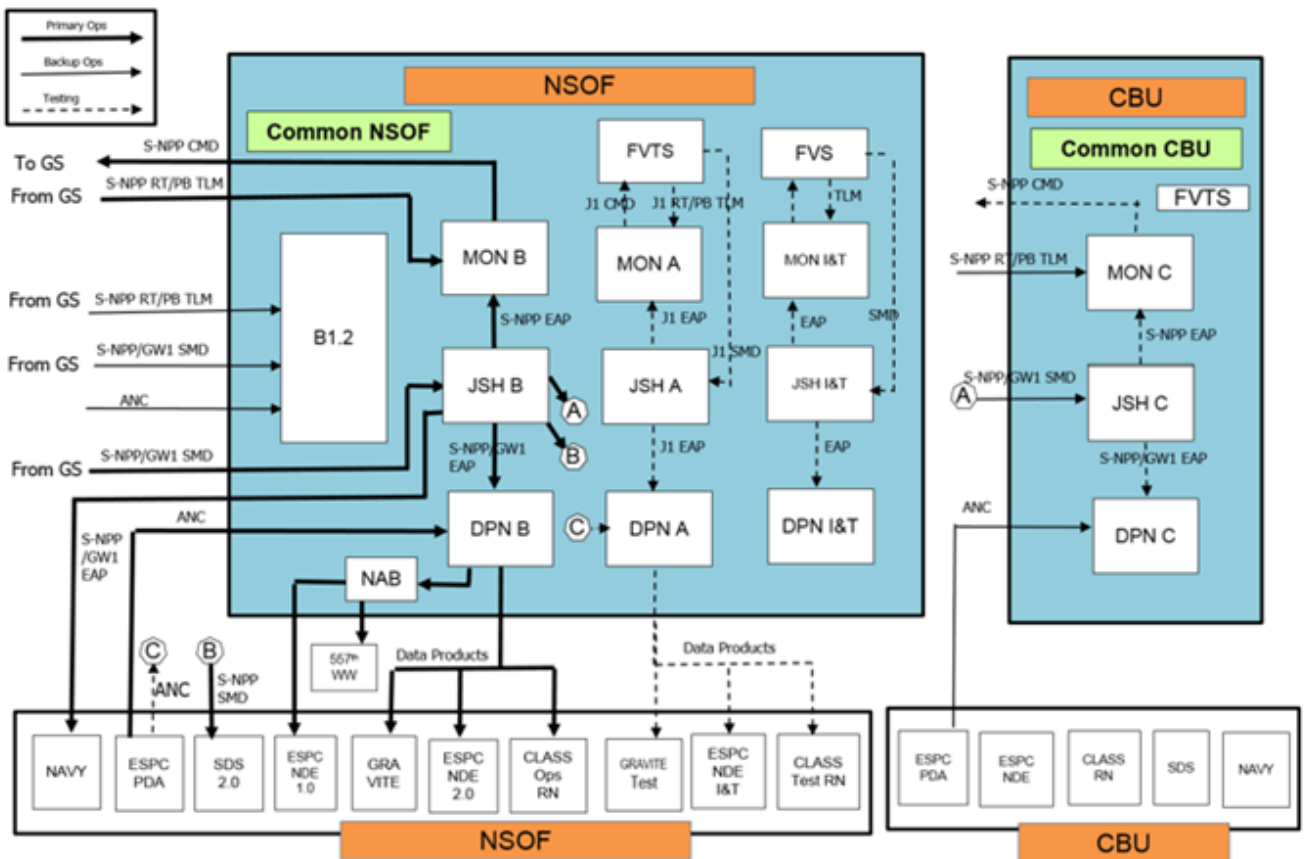 Primary Ops
Backup Ops
Testing
NSOF
Common NSOF
CBU
Common CBU
FVTS
FVS
FVTS
To GS
S-NPP CMD
From GS
S-NPP RT/PB TLM
J1 CMD
J1 RT/PB TLM
TLM
S-NPP CMD
MON B
MON A
MON I&T
S-NPP RT/PB TLM
MON C
From GS
S-NPP RT/PB TLM
B1.2
S-NPP EAP
J1 EAP
EAP
SMD
S-NPP EAP
From GS
S-NPP/GW1 SMD
J1 SMD
JSH B
JSH A
JSH I&T
A
S-NPP/GW1 SMD
JSH C
ANC
A
B
S-NPP/GW1
EAP
J1 EAP
EAP
S-NPP/GW1 EAP
From GS
S-NPP/GW1 SMD
ANC
DPN B
C
DPN A
DPN I&T
ANC
DPN C
S-NPP
/GW1
EAP
NAB
C
B
557th
WW
Data Products
Data Products
ANC
S-NPP
SMD
NAVY
ESPC
PDA
SDS
2.0
ESPC
NDE
1.0
GRA
VITE
ESPC
NDE
2.0
CLASS
Ops
RN
GRAVITE
Test
ESPC
NDE
I&T
CLASS
Test RN
ESPC
PDA
ESPC
NDE
CLASS
RN
SDS
NAVY
NSOF
CBU